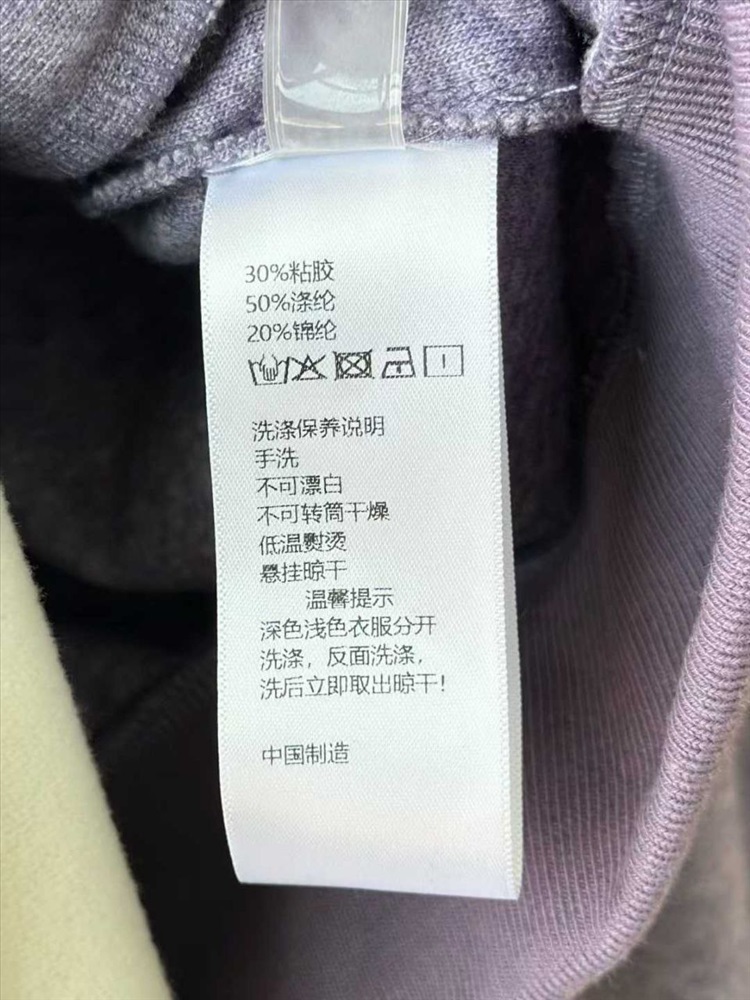 30%粘胶
50%涤纶
20%锦纶
洗涤保养说明
手洗
不可漂白
不可转筒干燥
低温熨烫
悬挂晾干
温馨提示
深色浅色衣服分开
洗涤，反面洗涤，
洗后立即取出晾干！
中国制造